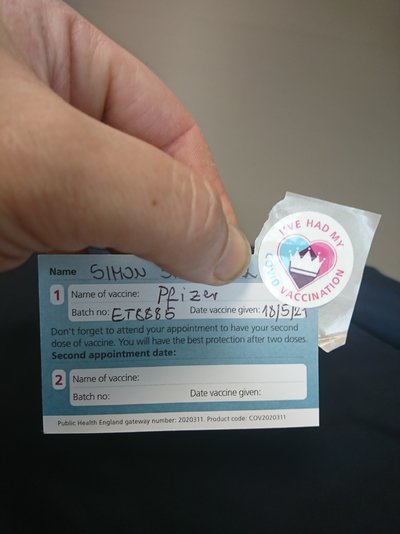 I'VE HAD MY
COVID VACCINATION
Name SIMON
1 Name of vaccine: Pfizer
Batch no: Date vaccine given: 18/5/21
Don't forget to attend your appointment to have your second
dose of vaccine. You will have the best protection after two doses.
Second appointment date:
2 Name of vaccine:
Batch no: Date vaccine given:
Public Health England gateway number: 2020311. Product code: COV2020311